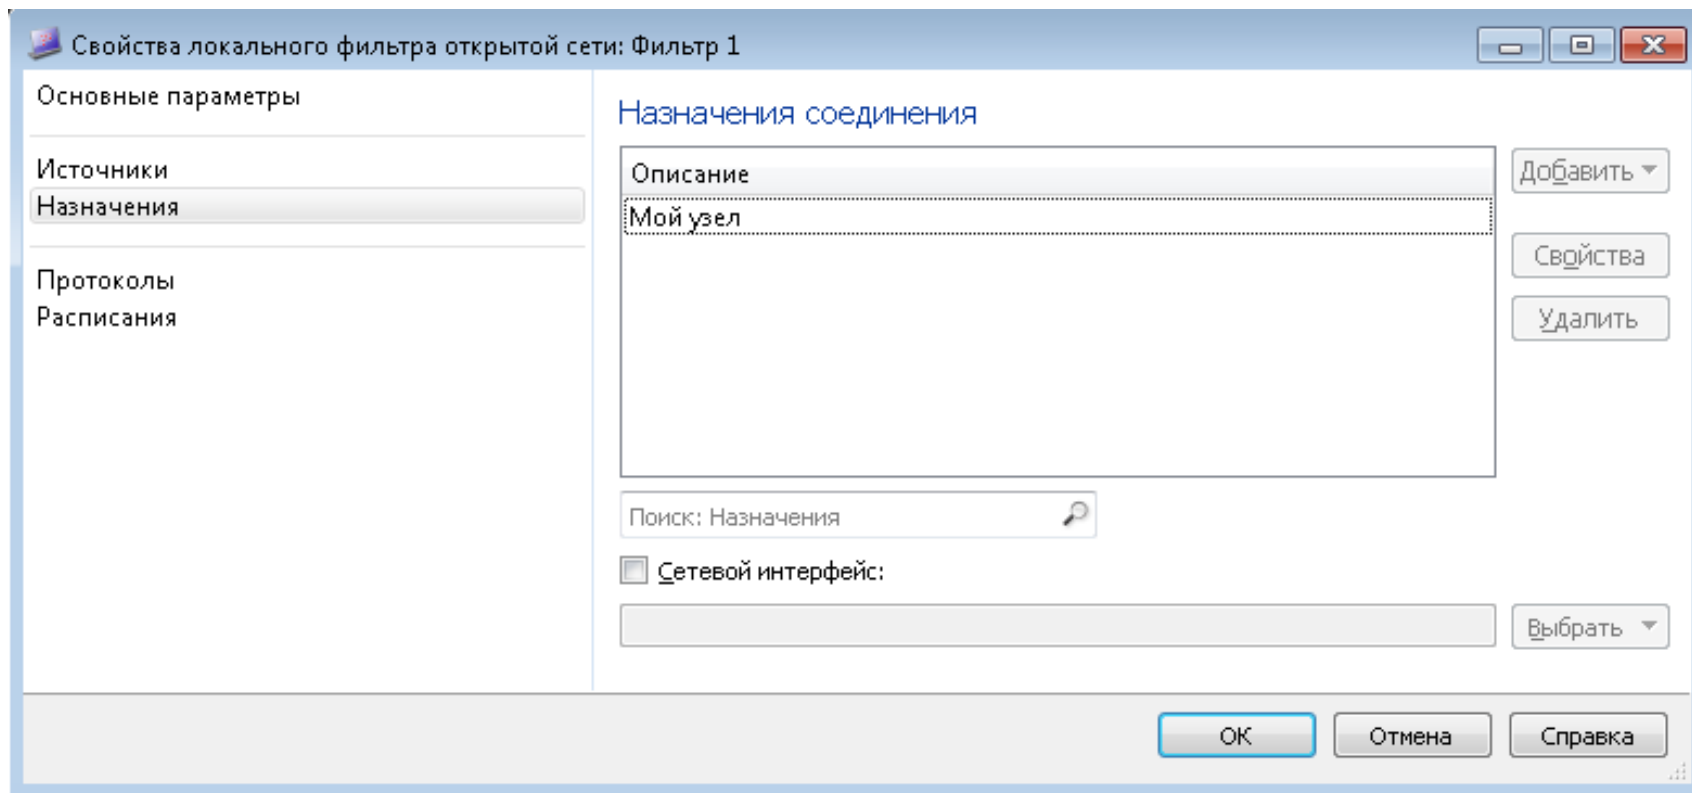 Свойства локального фильтра открытой сети: Фильтр 1
Основные параметры
Источники
Назначения
Протоколы
Расписания
Назначения соединения
Описание
Мой узел
Добавить
Свойства
Удалить
Поиск: Назначения
Сетевой интерфейс:
Выбрать
ОК
Отмена
Справка